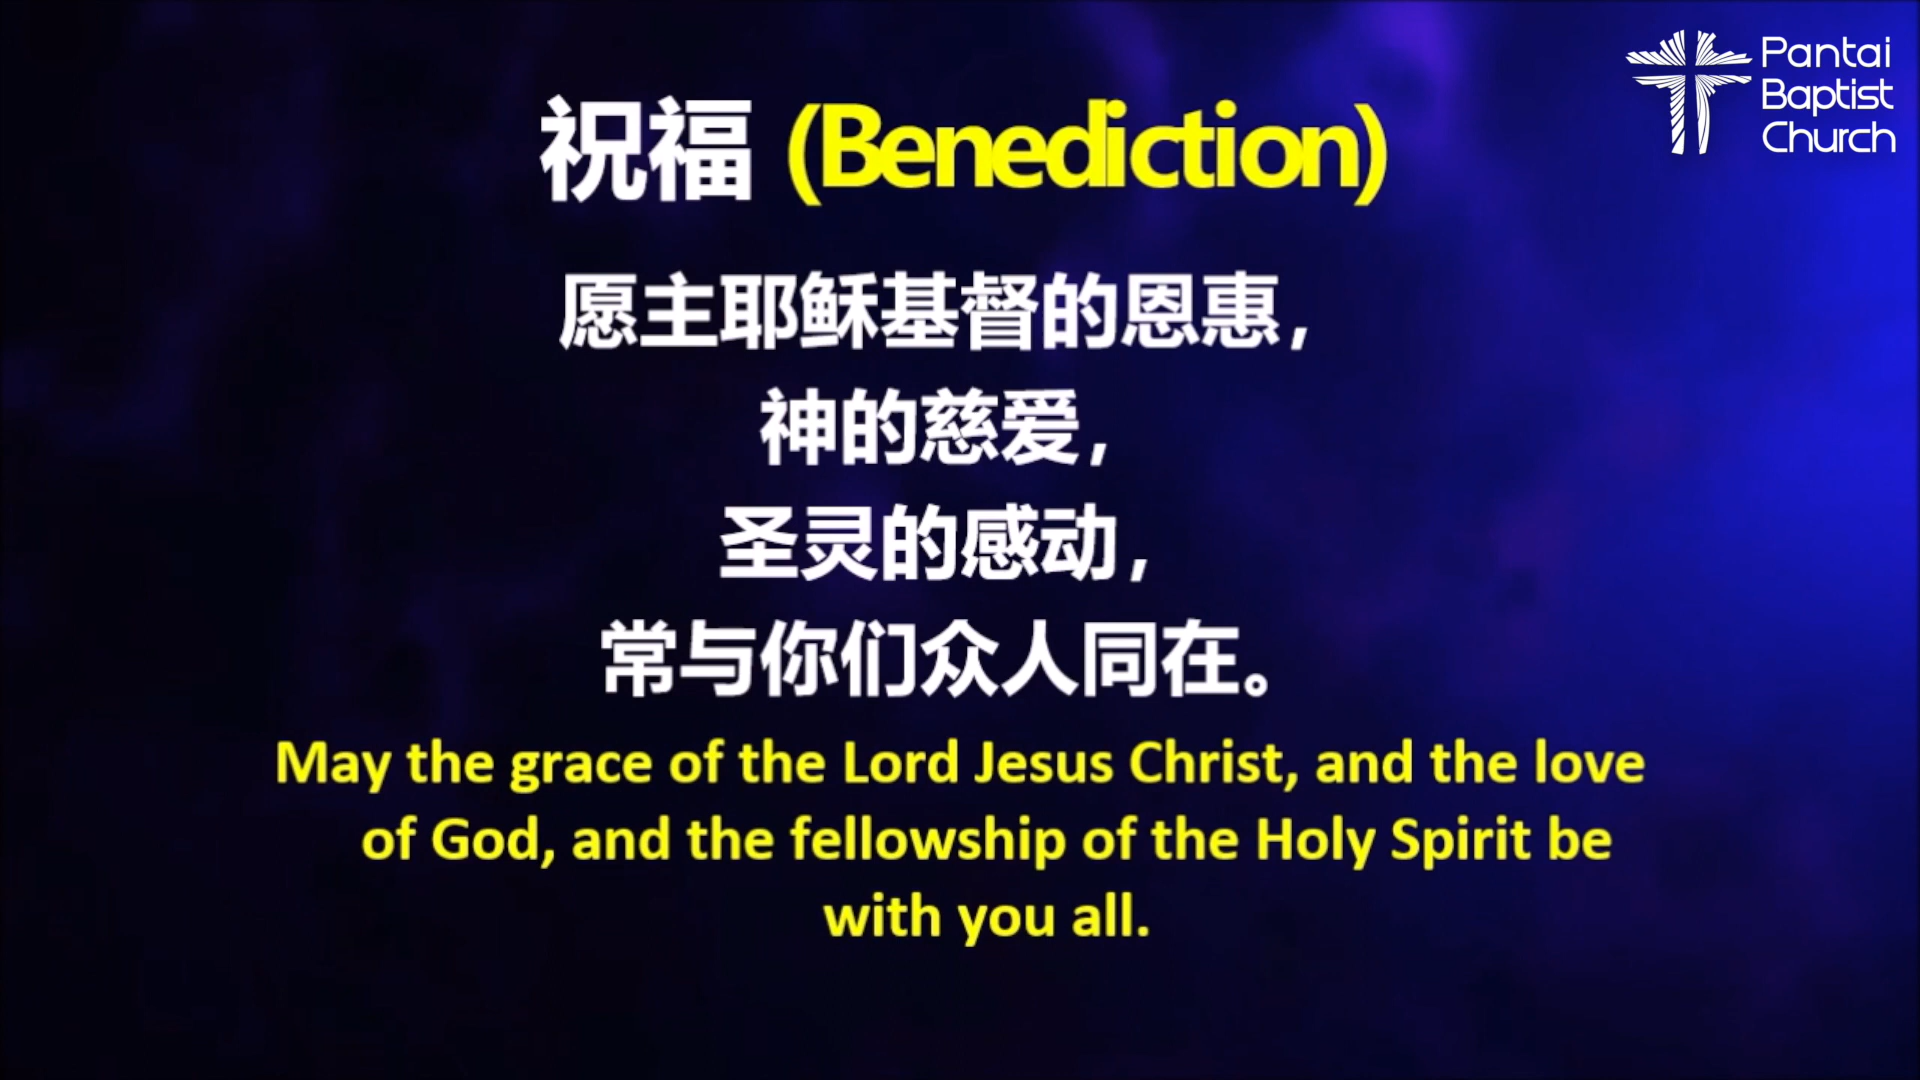 Pantai
Baptist
Church
祝福 (Benediction)
愿主耶稣基督的恩惠，
神的慈爱，
圣灵的感动，
常与你们众人同在。
May the grace of the Lord Jesus Christ, and the love
of God, and the fellowship of the Holy Spirit be
with you all.